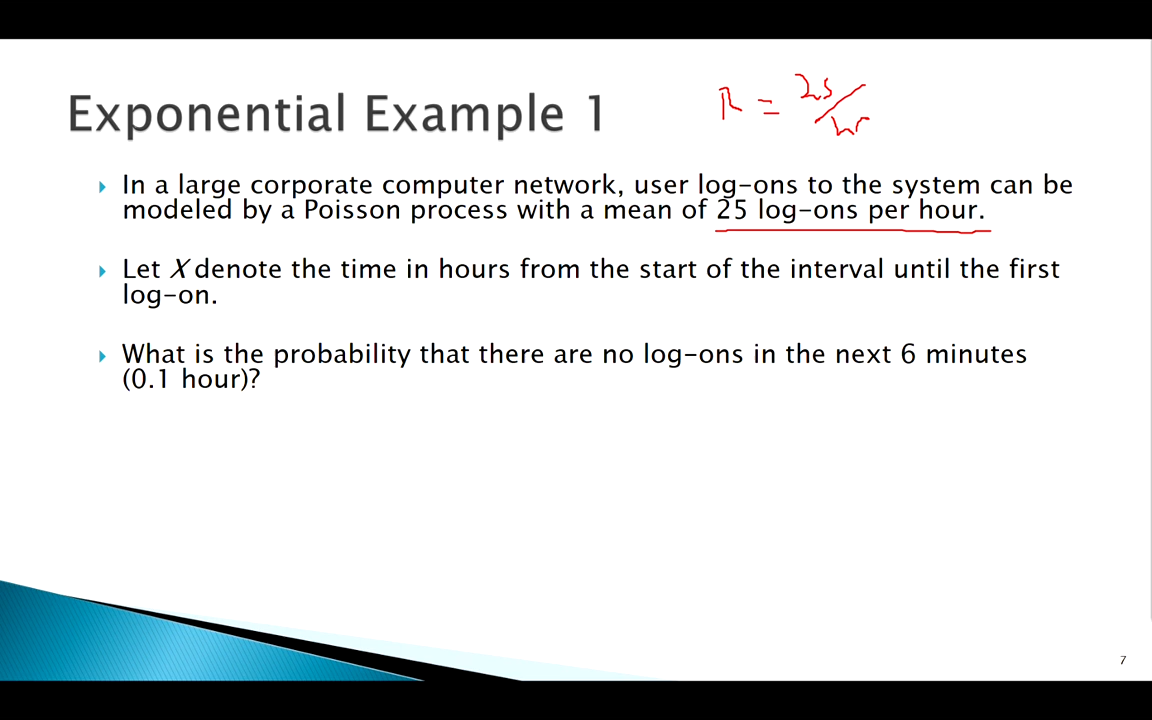 Exponential Example 1
R = 25/hr
In a large corporate computer network, user log-ons to the system can be
modeled by a Poisson process with a mean of 25 log-ons per hour.
Let X denote the time in hours from the start of the interval until the first
log-on.
What is the probability that there are no log-ons in the next 6 minutes
(0.1 hour)?
7